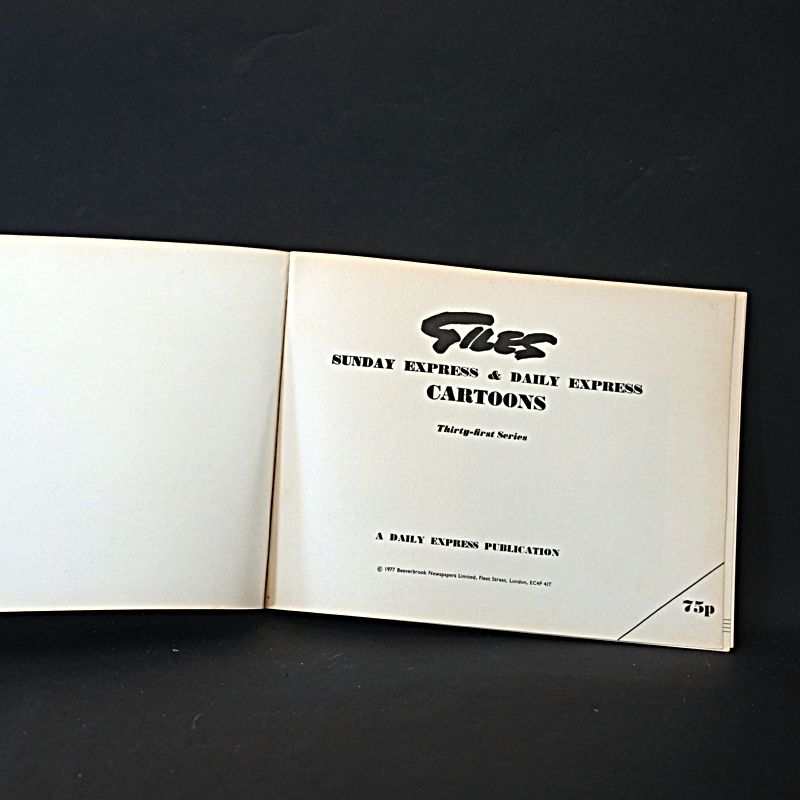 GILES
SUNDAY EXPRESS & DAILY EXPRESS
CARTOONS
Thirty-first Series
A DAILY EXPRESS PUBLICATION
© 1977 Beaverbrook Newspapers Limited, Fleet Street, London, EC4P 4JT
75p